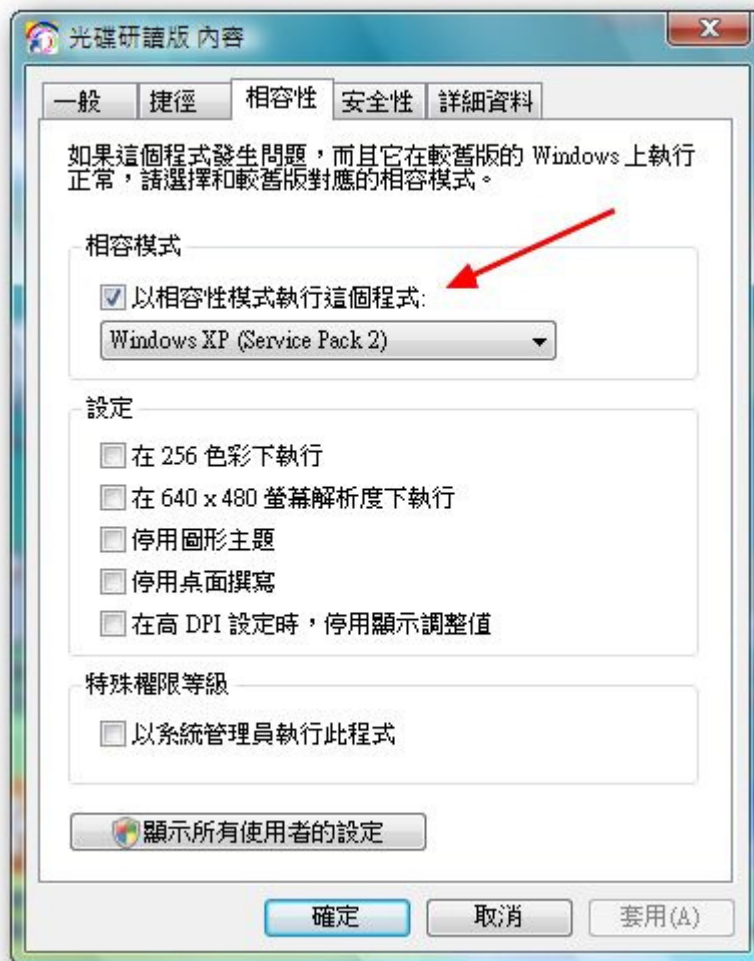 光碟研讀版 內容
一般 捷徑 相容性 安全性 詳細資料
如果這個程式發生問題，而且它在較舊版的 Windows 上執行
正常，請選擇和較舊版對應的相容模式。
相容模式
以相容性模式執行這個程式:
Windows XP (Service Pack 2)
設定
在 256 色彩下執行
在 640 x 480 螢幕解析度下執行
停用圖形主題
停用桌面撰寫
在高 DPI 設定時，停用顯示調整值
特殊權限等級
以系統管理員執行此程式
顯示所有使用者的設定
確定 取消 套用(A)